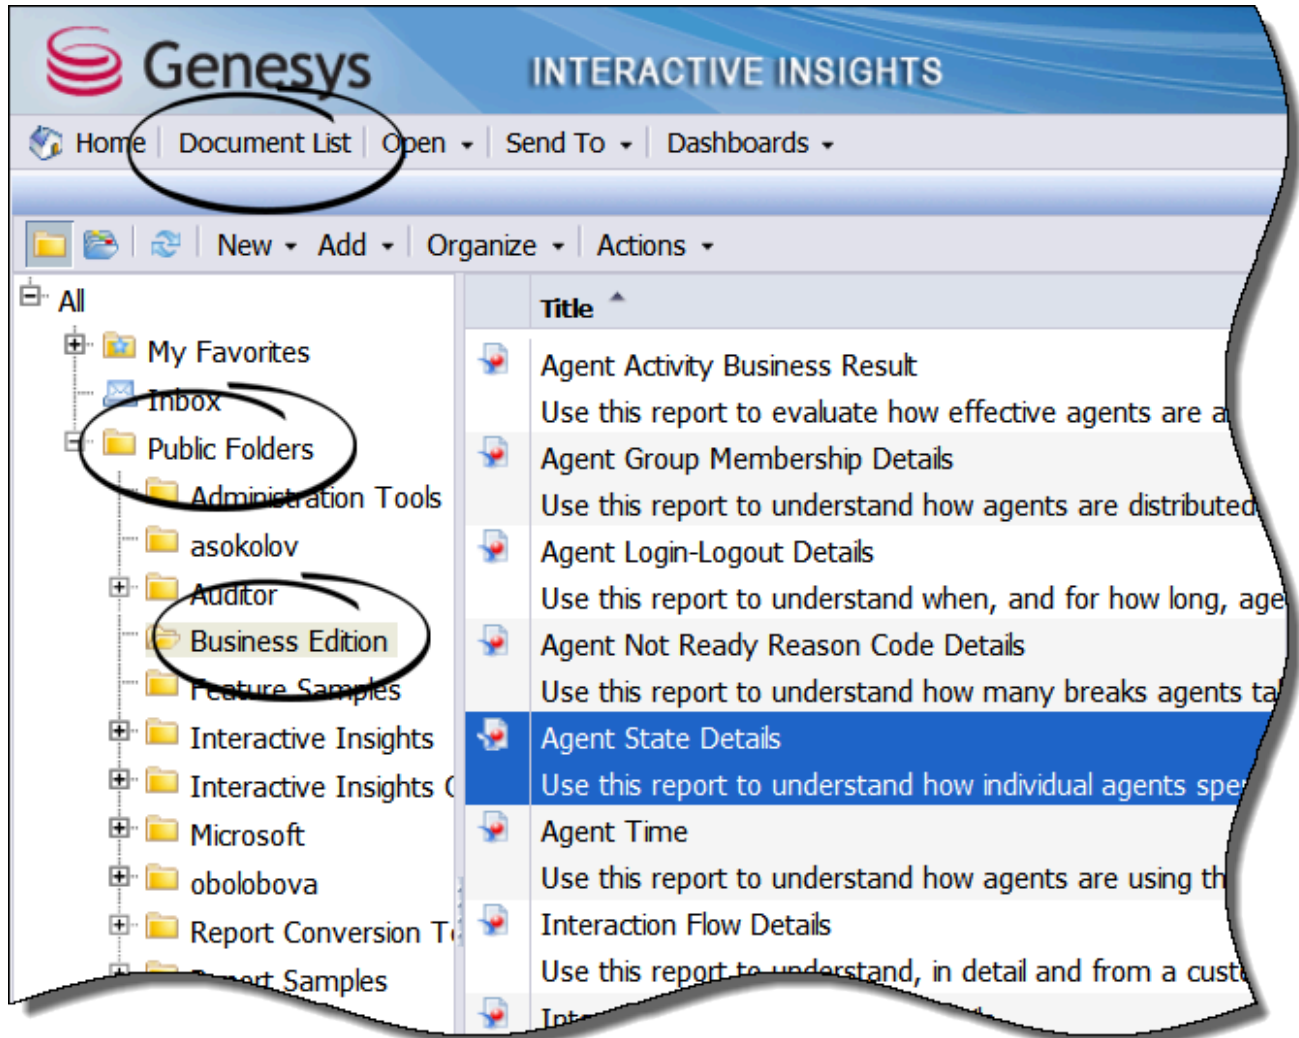 Genesys INTERACTIVE INSIGHTS
Home Document List Open Send To Dashboards
New Add Organize Actions
All
My Favorites
Inbox
Public Folders
Administration Tools
asokolov
Auditor
Business Edition
Feature Samples
Interactive Insights
Interactive Insights
Microsoft
obolobova
Report Conversion
Samples
Title
Agent Activity Business Result
Use this report to evaluate how effective agents are
Agent Group Membership Details
Use this report to understand how agents are distributed
Agent Login-Logout Details
Use this report to understand when, and for how long,
Agent Not Ready Reason Code Details
Use this report to understand how many breaks agents
Agent State Details
Use this report to understand how individual agents
Agent Time
Use this report to understand how agents are using
Interaction Flow Details
Use this report to understand, in detail and from a